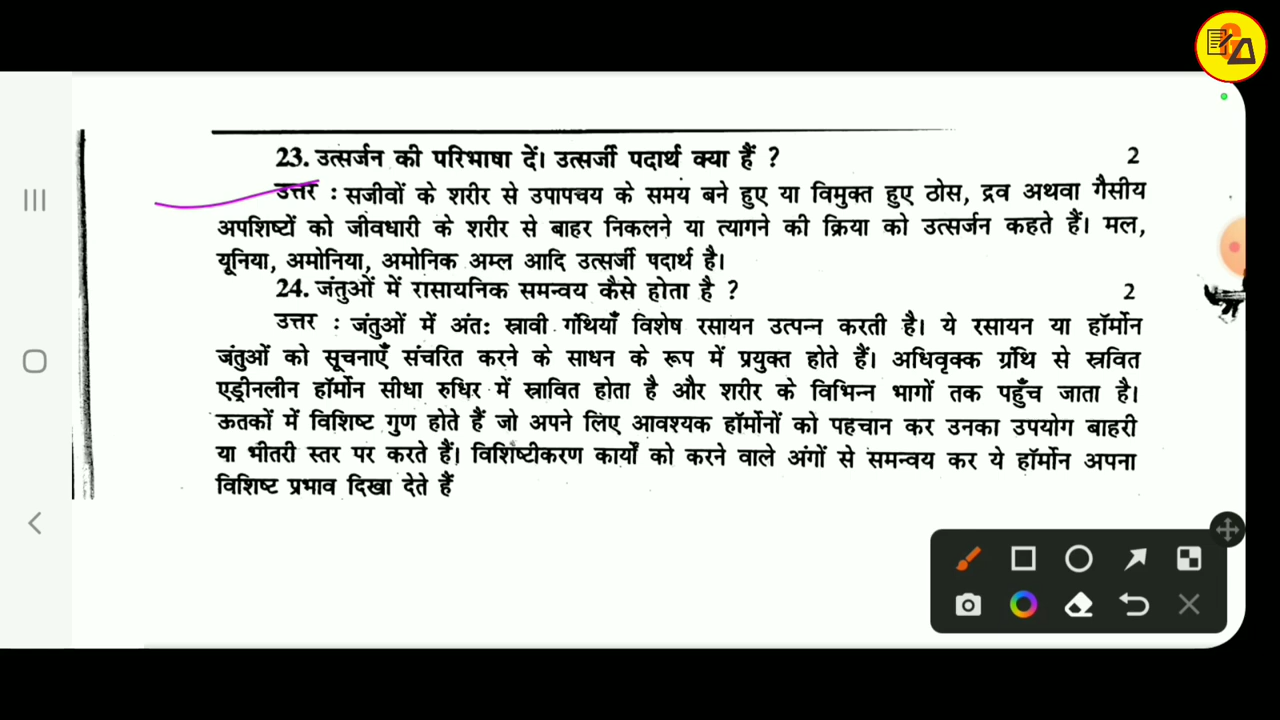 23. उत्सर्जन की परिभाषा दें। उत्सर्जी पदार्थ क्या हैं ? 2
उत्तर : सजीवों के शरीर से उपापचय के समय बने हुए या विमुक्त हुए ठोस, द्रव अथवा गैसीय
अपशिष्टों को जीवधारी के शरीर से बाहर निकलने या त्यागने की क्रिया को उत्सर्जन कहते हैं। मल,
यूनिया, अमोनिया, अमोनिक अम्ल आदि उत्सर्जी पदार्थ है।
24. जंतुओं में रासायनिक समन्वय कैसे होता है ? 2
उत्तर : जंतुओं में अंत: स्रावी गंथियाँ विशेष रसायन उत्पन्न करती है। ये रसायन या हॉर्मोन
जंतुओं को सूचनाएँ संचरित करने के साधन के रूप में प्रयुक्त होते हैं। अधिवृक्क ग्रंथि से स्रवित
एड्रीनलीन हॉर्मोन सीधा रुधिर में स्रावित होता है और शरीर के विभिन्न भागों तक पहुँच जाता है।
ऊतकों में विशिष्ट गुण होते हैं जो अपने लिए आवश्यक हॉर्मोनों को पहचान कर उनका उपयोग बाहरी
या भीतरी स्तर पर करते हैं। विशिष्टीकरण कार्यों को करने वाले अंगों से समन्वय कर ये हॉर्मोन अपना
विशिष्ट प्रभाव दिखा देते हैं